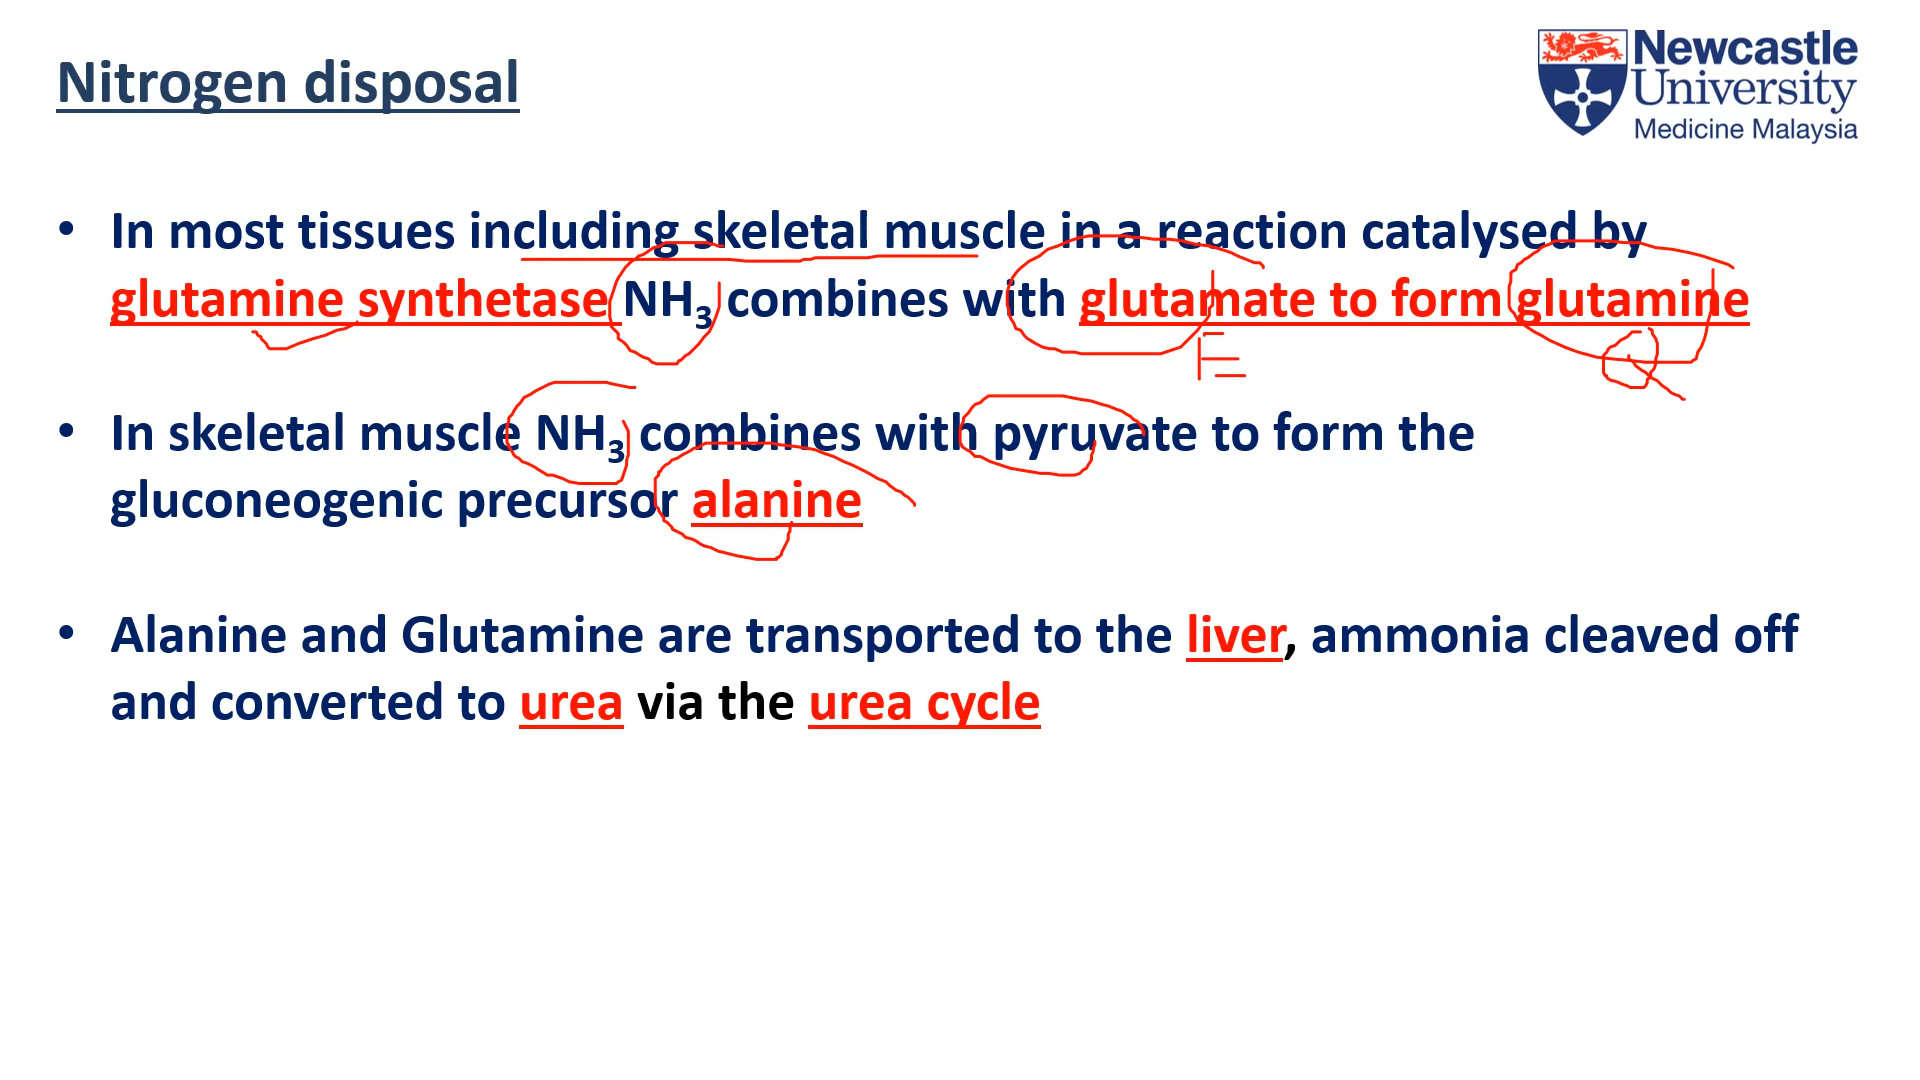 Nitrogen disposal
Newcastle
University
Medicine Malaysia
• In most tissues including skeletal muscle in a reaction catalysed by
glutamine synthetase NH3 combines with glutamate to form glutamine
E
Q
• In skeletal muscle NH3 combines with pyruvate to form the
gluconeogenic precursor alanine
• Alanine and Glutamine are transported to the liver, ammonia cleaved off
and converted to urea via the urea cycle